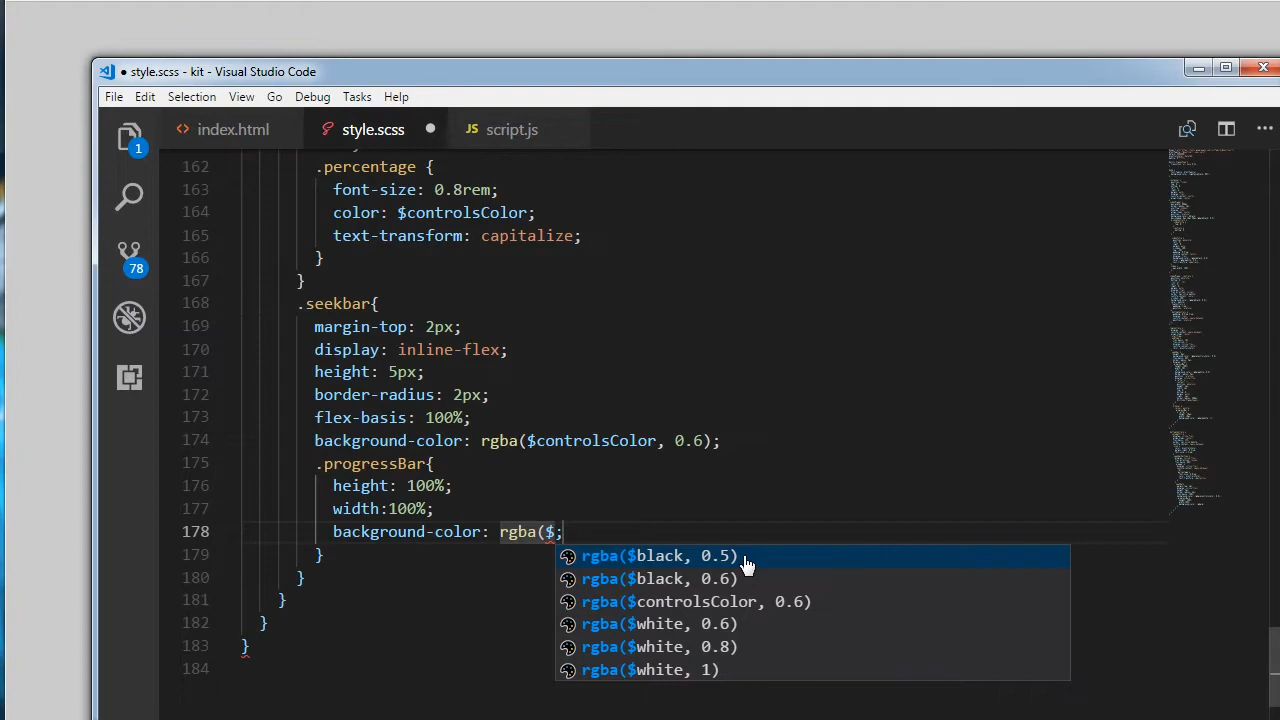 ● style.scss - kit - Visual Studio Code
File Edit Selection View Go Debug Tasks Help
<> index.html style.scss ● JS script.js ···
1
78
162 .percentage {
163 font-size: 0.8rem;
164 color: $controlsColor;
165 text-transform: capitalize;
166 }
167 }
168 .seekbar{
169 margin-top: 2px;
170 display: inline-flex;
171 height: 5px;
172 border-radius: 2px;
173 flex-basis: 100%;
174 background-color: rgba($controlsColor, 0.6);
175 .progressBar{
176 height: 100%;
177 width:100%;
178 background-color: rgba($;
179 }
180 }
181 }
182 }
183 }
184
rgba($black, 0.5)
rgba($black, 0.6)
rgba($controlsColor, 0.6)
rgba($white, 0.6)
rgba($white, 0.8)
rgba($white, 1)